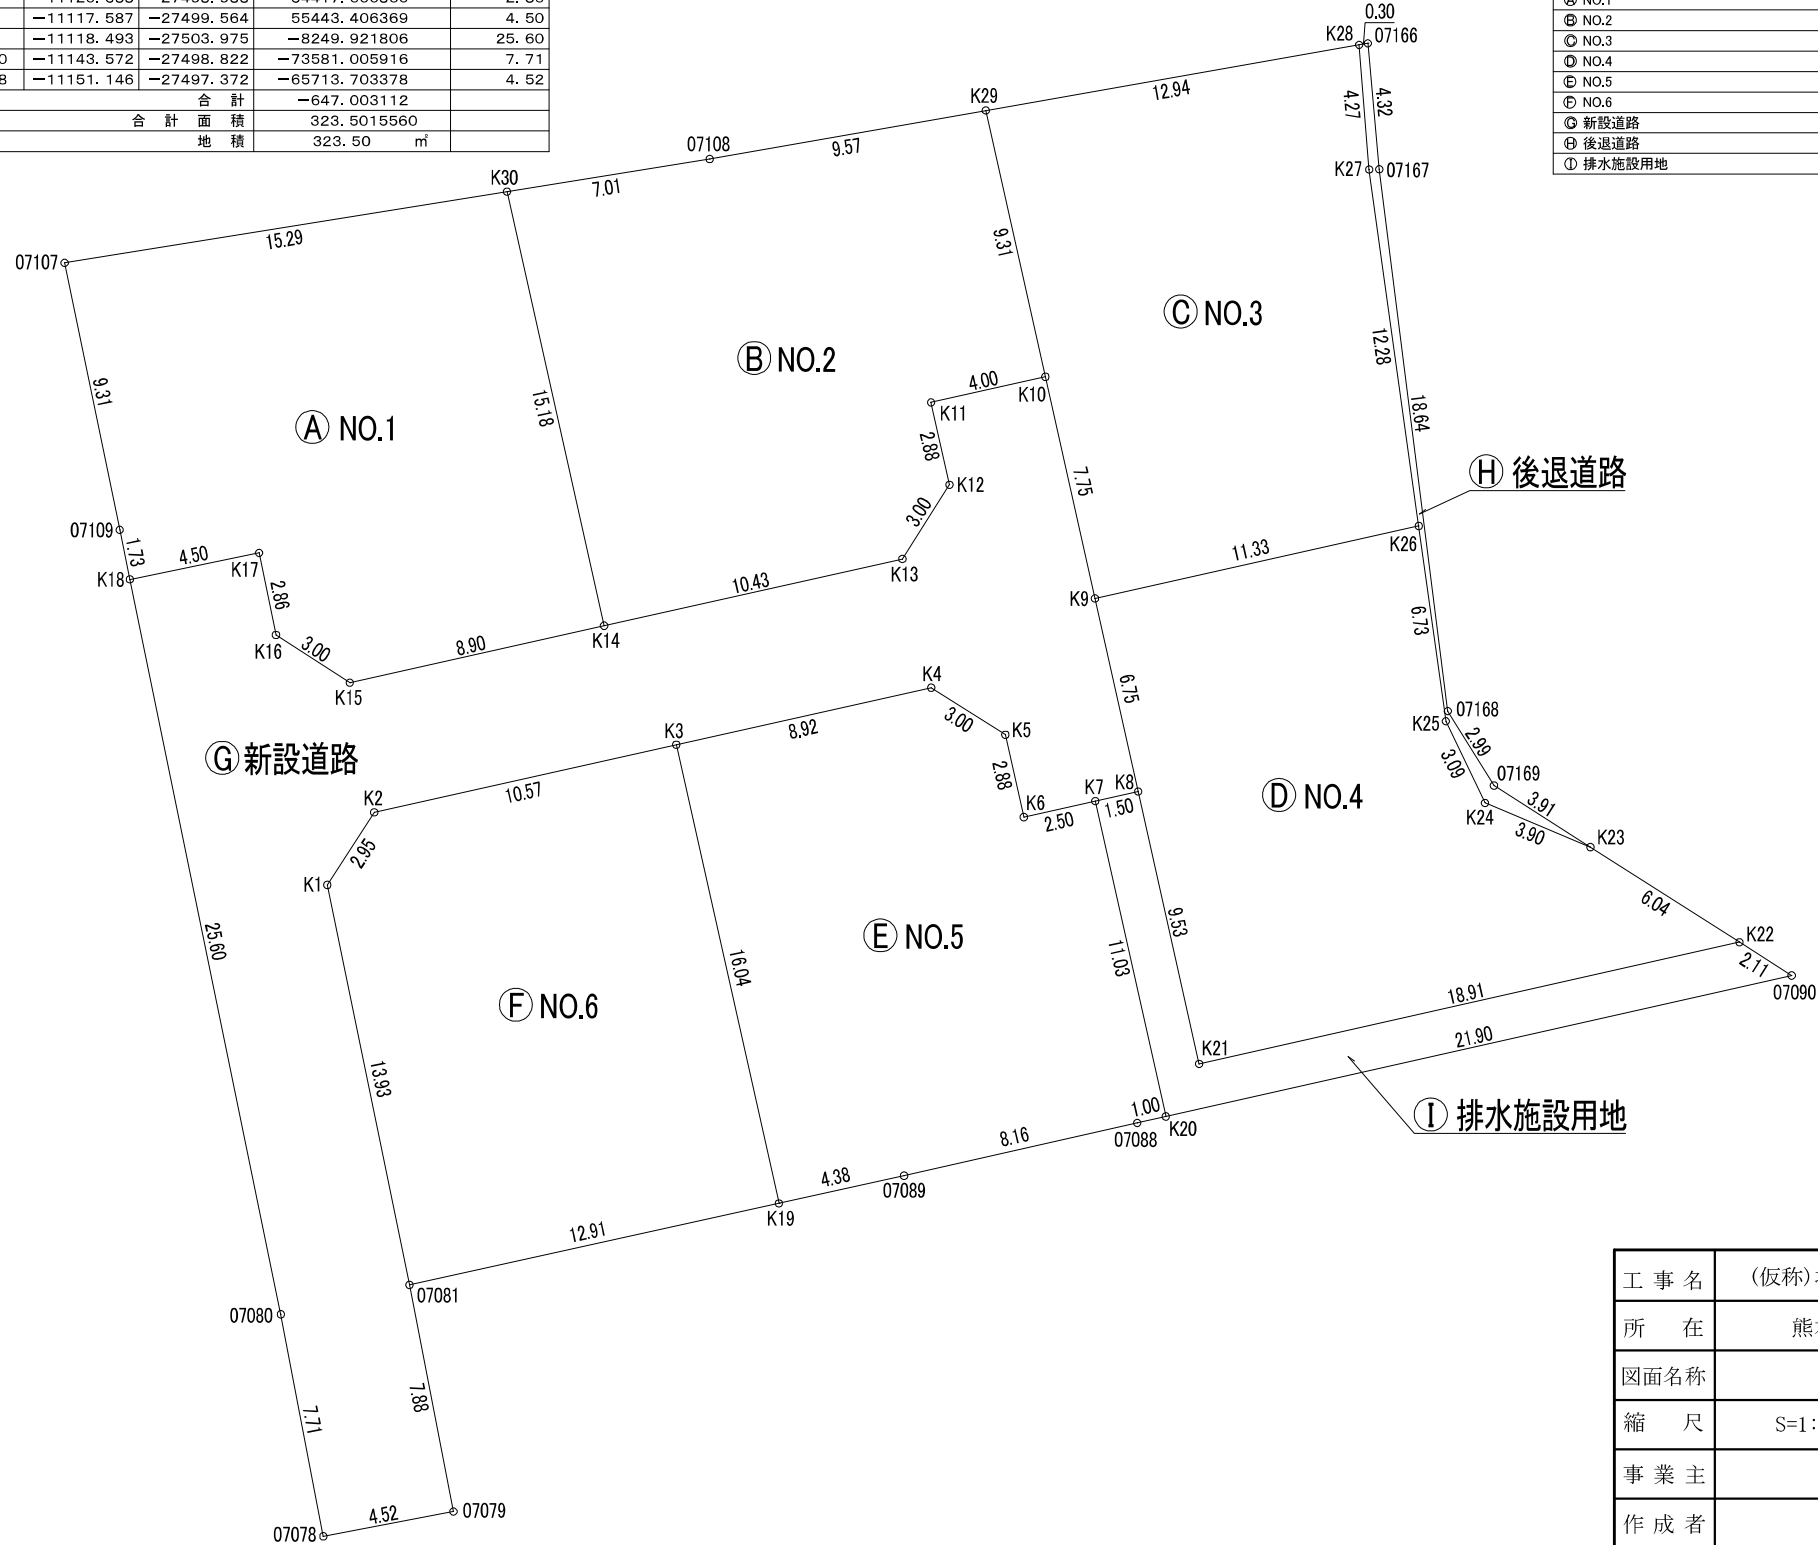 −11117.587 −27499.564 55443.406369 4.50
−11118.493 −27503.975 −8249.921806 25.60
−11143.572 −27498.822 −73581.005916 7.71
8 −11151.146 −27497.372 −65713.703378 4.52
合 計 −647.003112
合 計 面 積 323.5015560
地 積 323.50 ㎡
Ⓐ NO.1
Ⓑ NO.2
Ⓒ NO.3
Ⓓ NO.4
Ⓔ NO.5
Ⓕ NO.6
Ⓖ 新設道路
Ⓗ 後退道路
Ⓘ 排水施設用地
0.30
K28
07166
12.94
4.27
4.32
K29
K27
07167
07108
9.57
K30
7.01
15.29
07107
9.31
Ⓒ NO.3
12.28
Ⓑ NO.2
4.00
K10
K11
9.31
15.18
Ⓐ NO.1
2.88
18.64
7.75
K12
Ⓗ 後退道路
3.00
07109
1.73
4.50
K17
K18
K13
10.43
11.33
K26
2.86
K9
6.73
K16
3.00
8.90
K14
K15
K4
6.75
3.00
07168
K25
K3
8.92
K5
2.99
Ⓖ 新設道路
3.09
2.88
07169
K2
10.57
K7
K8
Ⓓ NO.4
K6
2.50
1.50
3.91
K24
3.90
K23
2.95
K1
6.04
9.53
25.60
Ⓔ NO.5
11.03
K22
2.11
16.04
07090
18.91
Ⓕ NO.6
21.90
K21
13.93
1.00
Ⓘ 排水施設用地
07088
K20
8.16
4.38
07089
K19
12.91
07081
07080
7.88
7.71
4.52
07079
07078
工 事 名 (仮称)
所 在 熊
図面名称
縮 尺 S=1:
事 業 主
作 成 者